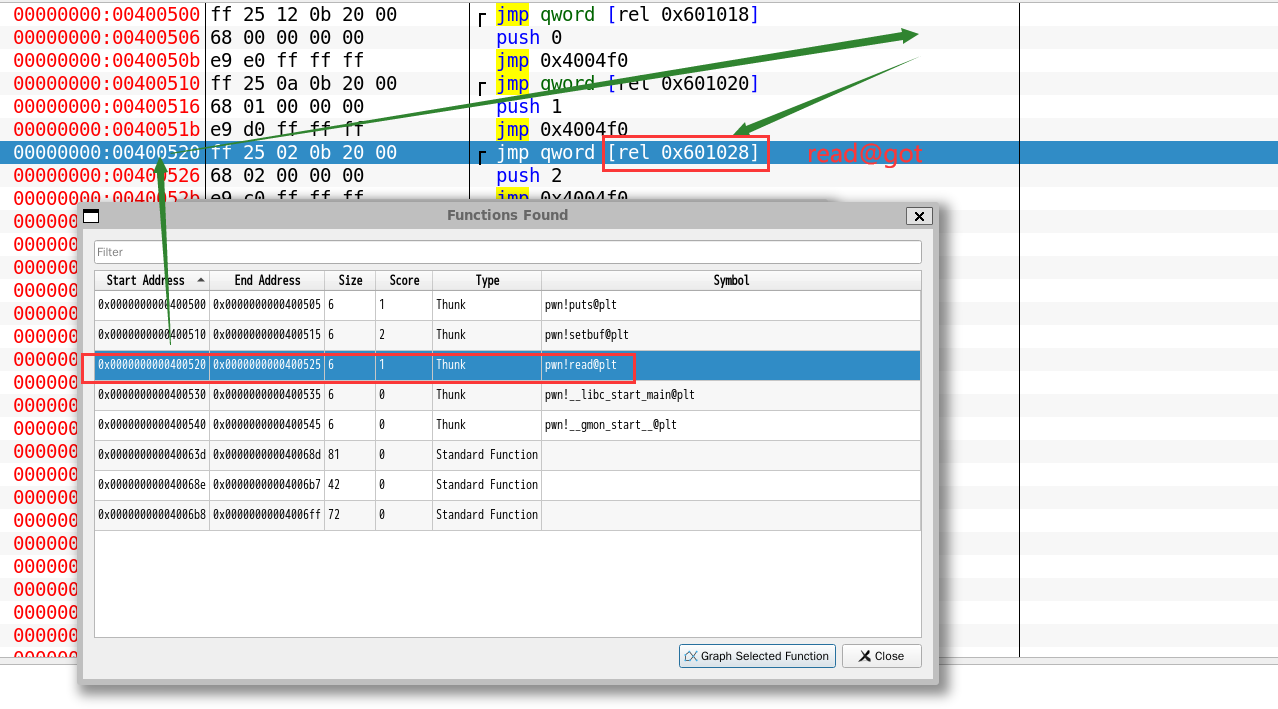 00000000:00400500 ff 25 12 0b 20 00 jmp qword [rel 0x601018]
00000000:00400506 68 00 00 00 00 push 0
00000000:0040050b e9 e0 ff ff ff jmp 0x4004f0
00000000:00400510 ff 25 0a 0b 20 00 jmp qword [rel 0x601020]
00000000:00400516 68 01 00 00 00 push 1
00000000:0040051b e9 d0 ff ff ff jmp 0x4004f0
00000000:00400520 ff 25 02 0b 20 00 jmp qword [rel 0x601028] read@got
00000000:00400526 68 02 00 00 00 push 2
00000000:0040052b e9 c0 ff ff ff jmp 0x4004f0
Functions Found
Filter
Start Address End Address Size Score Type Symbol
0x0000000000400500 0x0000000000400505 6 1 Thunk pwn!puts@plt
0x0000000000400510 0x0000000000400515 6 2 Thunk pwn!setbuf@plt
0x0000000000400520 0x0000000000400525 6 1 Thunk pwn!read@plt
0x0000000000400530 0x0000000000400535 6 0 Thunk pwn!__libc_start_main@plt
0x0000000000400540 0x0000000000400545 6 0 Thunk pwn!__gmon_start__@plt
0x000000000040063d 0x000000000040068d 81 0 Standard Function
0x000000000040068e 0x00000000004006b7 42 0 Standard Function
0x00000000004006b8 0x00000000004006ff 72 0 Standard Function
Graph Selected Function Close